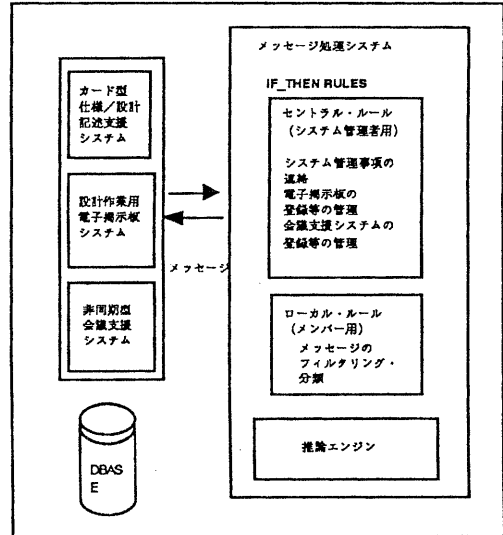 カード型
仕様／設計
記述支援
システム
設計作業用
電子掲示板
システム
非同期型
会議支援
システム
DBAS
E
メッセージ
メッセージ処理システム
IF_THEN RULES
セントラル・ルール
(システム管理者用)
システム管理事項の
連絡
電子掲示板の
登録等の管理
会議支援システムの
登録等の管理
ローカル・ルール
(メンバー用)
メッセージの
フィルタリング・
分類
推論エンジン